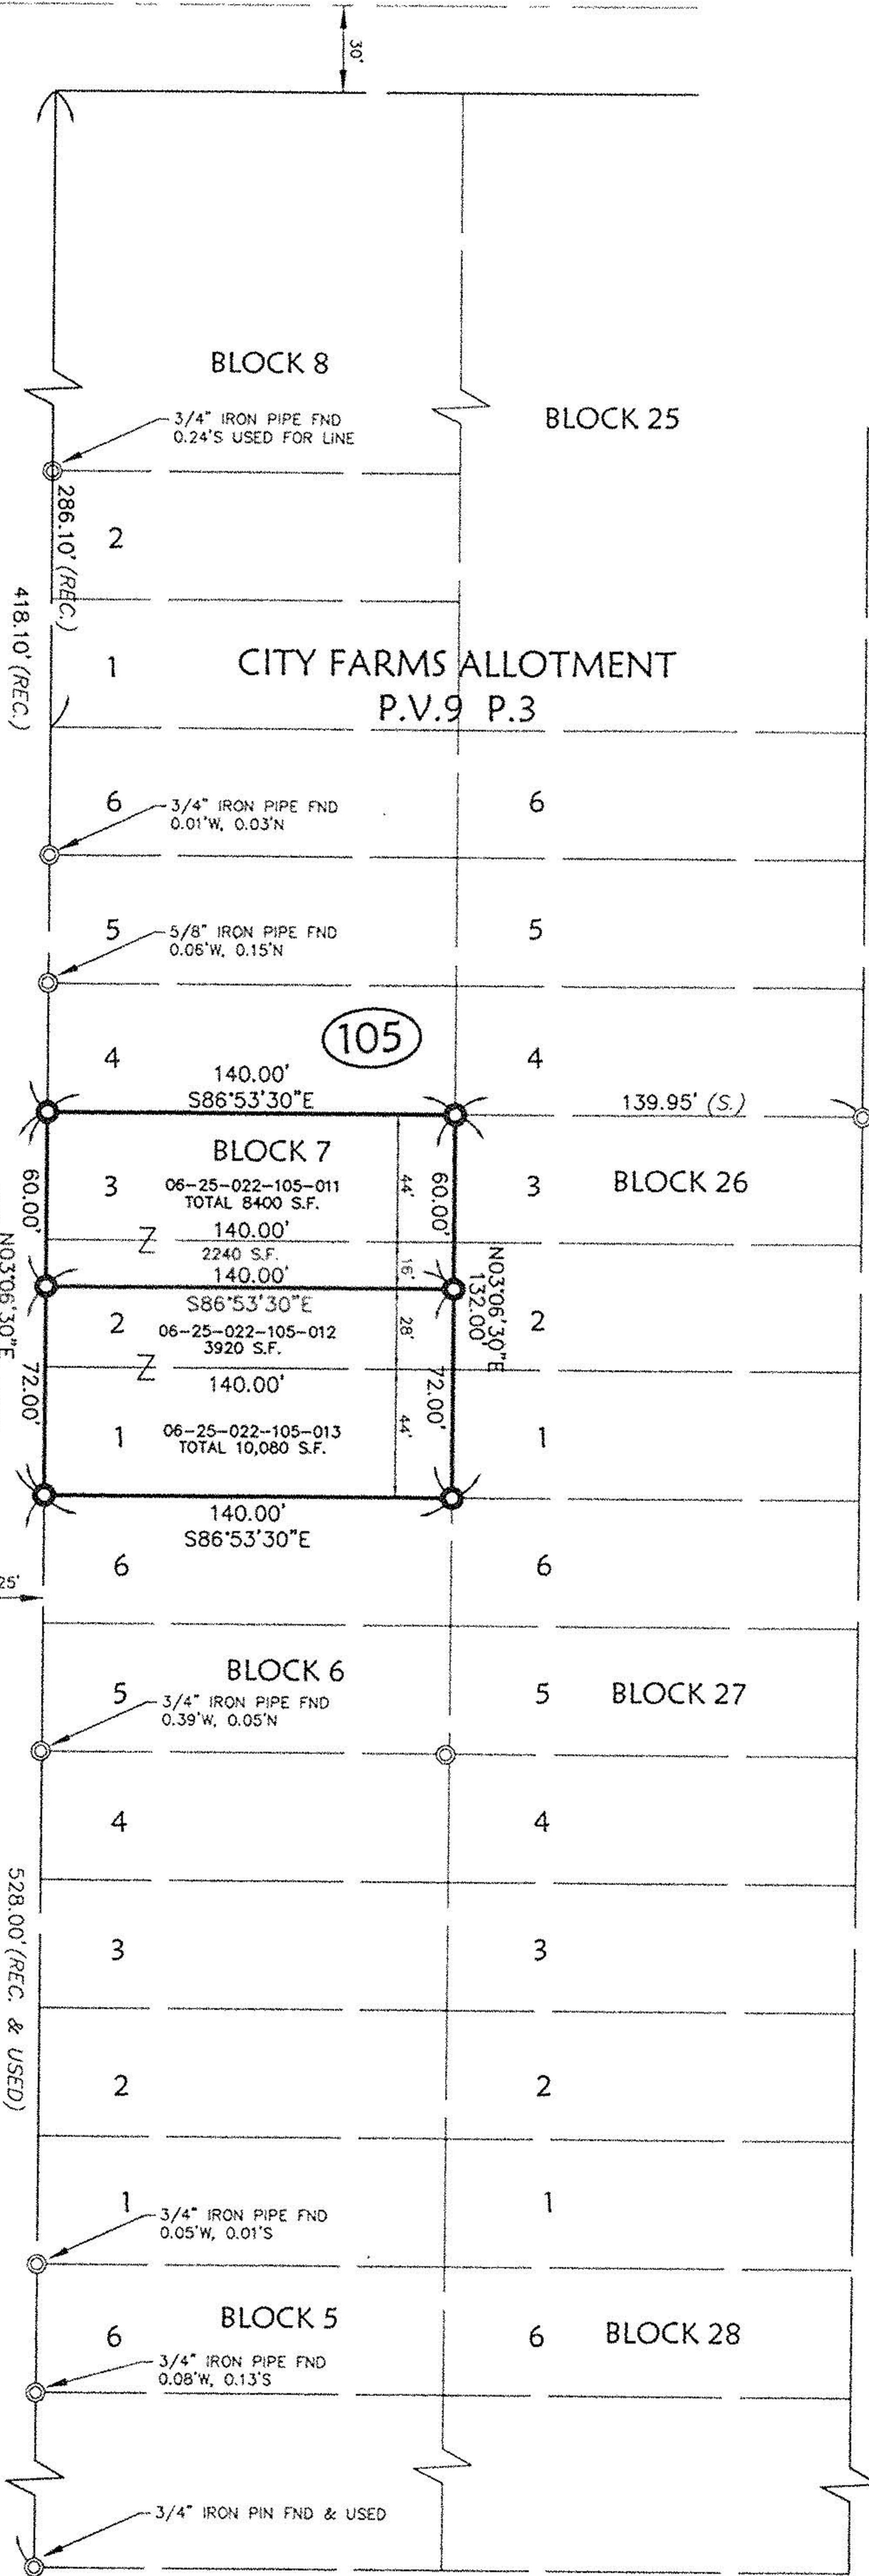 30'
BLOCK 8
3/4" IRON PIPE FND
0.24'S USED FOR LINE
BLOCK 25
286.10' (REC.)
418.10' (REC.)
2
1
CITY FARMS ALLOTMENT
P.V.9 P.3
6
3/4" IRON PIPE FND
0.01'W, 0.03'N
6
5
5/8" IRON PIPE FND
0.06'W, 0.15'N
5
105
4
4
140.00'
S86°53'30"E
139.95' (S.)
BLOCK 7
3
06-25-022-105-011
TOTAL 8400 S.F.
44'
60.00'
60.00'
3
BLOCK 26
140.00'
Z
2240 S.F.
16'
140.00'
S86°53'30"E
N03°06'30"E
132.00'
N03°06'30"E
2
06-25-022-105-012
3920 S.F.
28'
2
Z
140.00'
72.00'
72.00'
1
06-25-022-105-013
TOTAL 10,080 S.F.
44'
1
140.00'
S86°53'30"E
6
6
25'
BLOCK 6
5
3/4" IRON PIPE FND
0.39'W, 0.05'N
5
BLOCK 27
4
4
528.00' (REC. & USED)
3
3
2
2
1
3/4" IRON PIPE FND
0.05'W, 0.01'S
1
BLOCK 5
6
6
BLOCK 28
3/4" IRON PIPE FND
0.08'W, 0.13'S
3/4" IRON PIN FND & USED